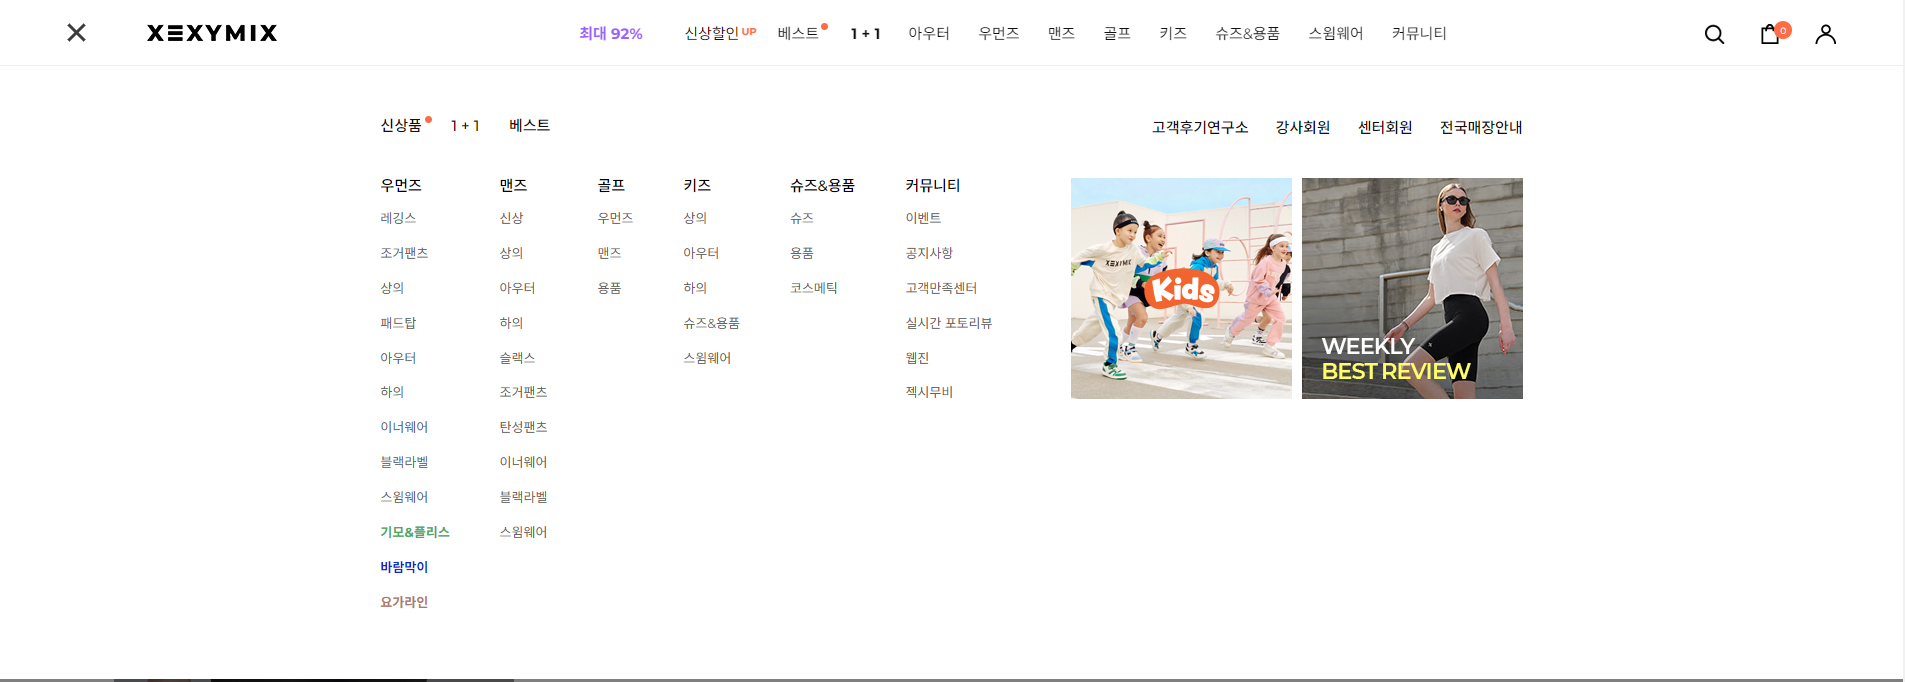 XEXYMIX
최대 92%
신상할인 UP
베스트
1 + 1
아우터
우먼즈
맨즈
골프
키즈
슈즈&용품
스윔웨어
커뮤니티
0
신상품
1 + 1
베스트
고객후기연구소
강사회원
센터회원
전국매장안내
우먼즈
레깅스
조거팬츠
상의
패드탑
아우터
하의
이너웨어
블랙라벨
스윔웨어
기모&플리스
바람막이
요가라인
맨즈
신상
상의
아우터
하의
슬랙스
조거팬츠
탄성팬츠
이너웨어
블랙라벨
스윔웨어
골프
우먼즈
맨즈
용품
키즈
상의
아우터
하의
슈즈&용품
스윔웨어
슈즈&용품
슈즈
용품
코스메틱
커뮤니티
이벤트
공지사항
고객만족센터
실시간 포토리뷰
웹진
젝시무비
XEXYMIX
Kids
WEEKLY
BEST REVIEW